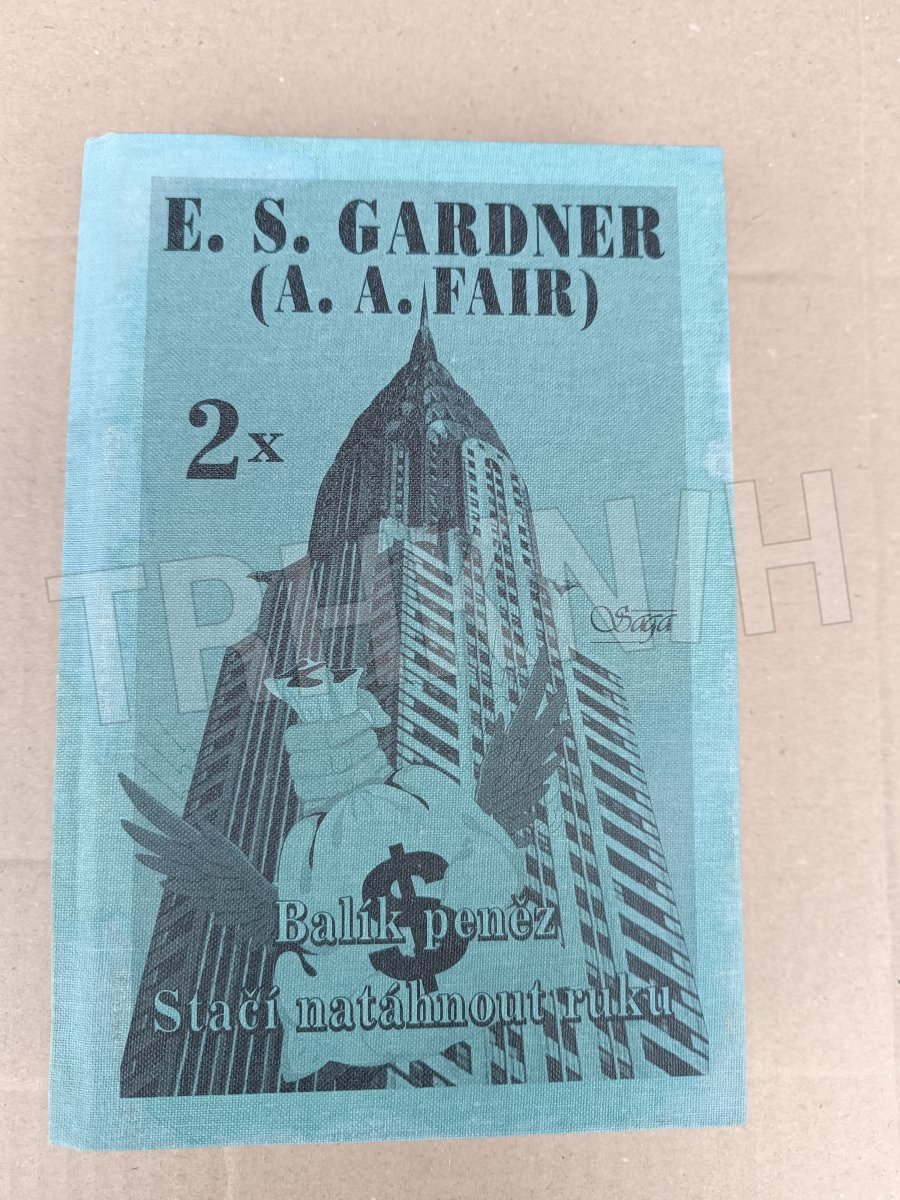 E. S. GARDNER
(A. A. FAIR)
2x
Saga
$
Balík peněz
Stačí natáhnout ruku